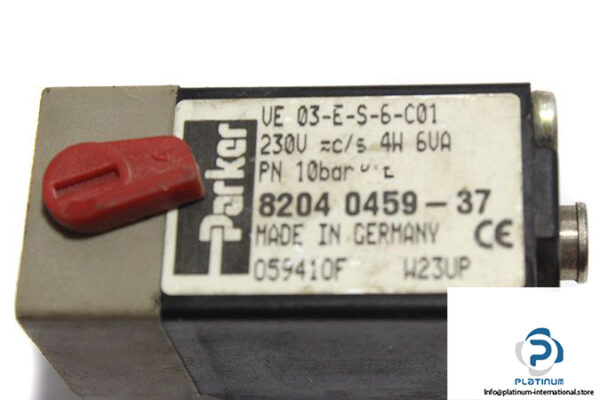 Parker
VE 03-E-S-6-C01
230V ≂c/s 4W 6VA
PN 10bar
8204 0459-37
MADE IN GERMANY
CE
059410F W23UP
PLATINUM
Info@platinum-international.store